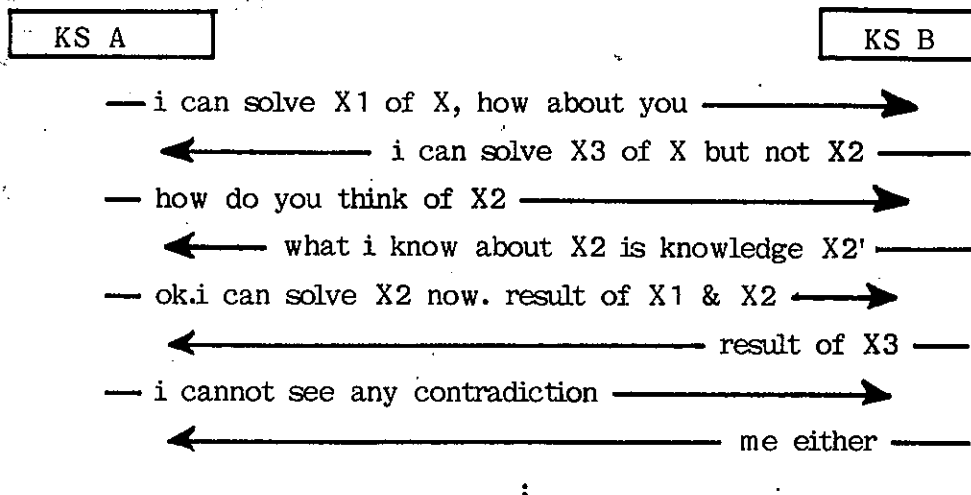 KS A KS B
i can solve X1 of X, how about you
i can solve X3 of X but not X2
how do you think of X2
what i know about X2 is knowledge X2'
ok.i can solve X2 now. result of X1 & X2
result of X3
i cannot see any contradiction
me either